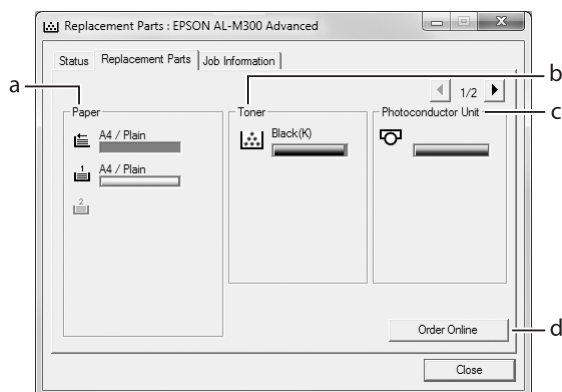 Replacement Parts : EPSON AL-M300 Advanced
Status Replacement Parts Job Information
a
b
1/2
Paper Toner Photoconductor Unit c
A4 / Plain Black(K)
1 A4 / Plain
2
Order Online d
Close